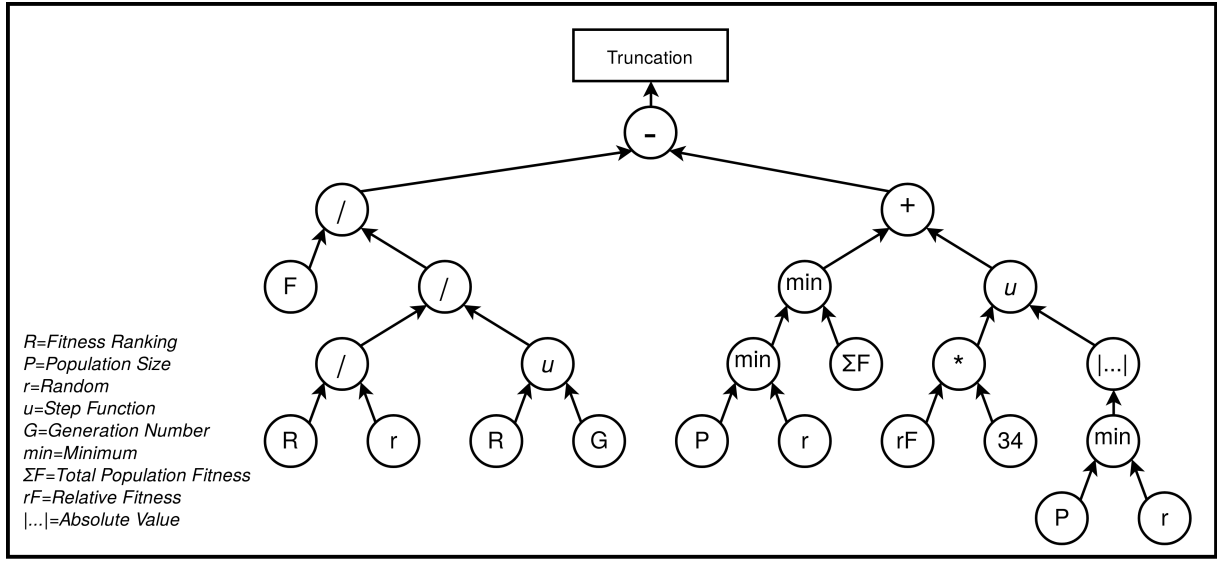 Truncation
-
/
+
F
/
min
u
/
u
min
ΣF
*
|...|
R
r
R
G
P
r
rF
34
min
P
r
R=Fitness Ranking
P=Population Size
r=Random
u=Step Function
G=Generation Number
min=Minimum
ΣF=Total Population Fitness
rF=Relative Fitness
|...|=Absolute Value